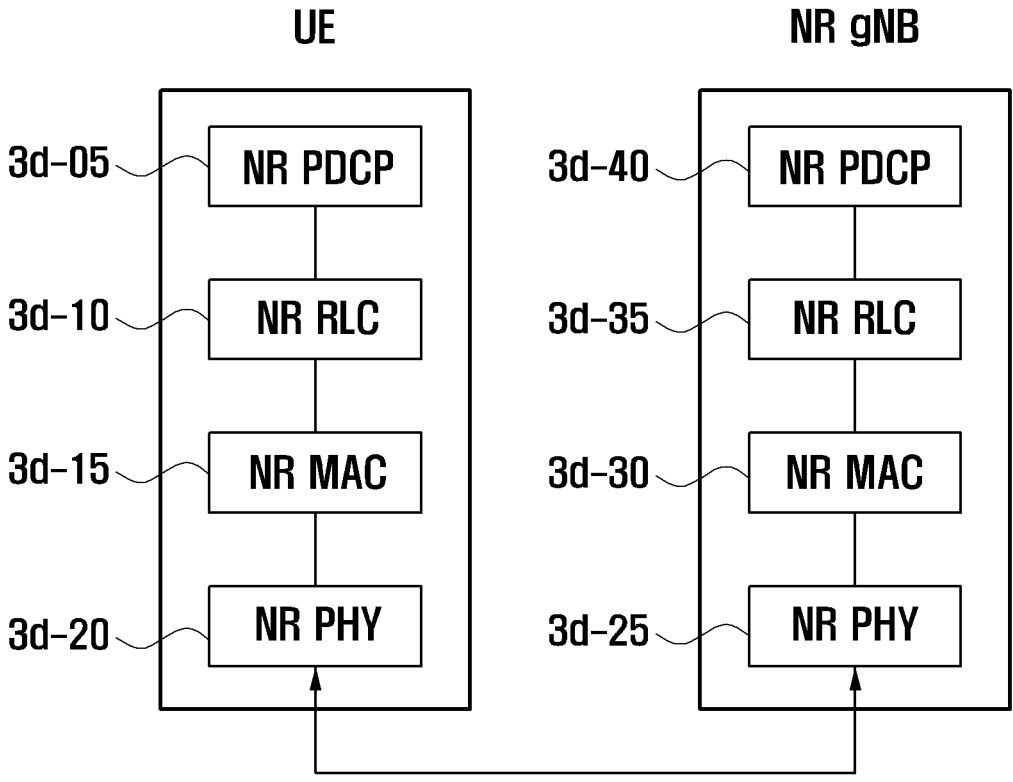 UE
NR gNB
3d-05
NR PDCP
3d-40
NR PDCP
3d-10
NR RLC
3d-35
NR RLC
3d-15
NR MAC
3d-30
NR MAC
3d-20
NR PHY
3d-25
NR PHY